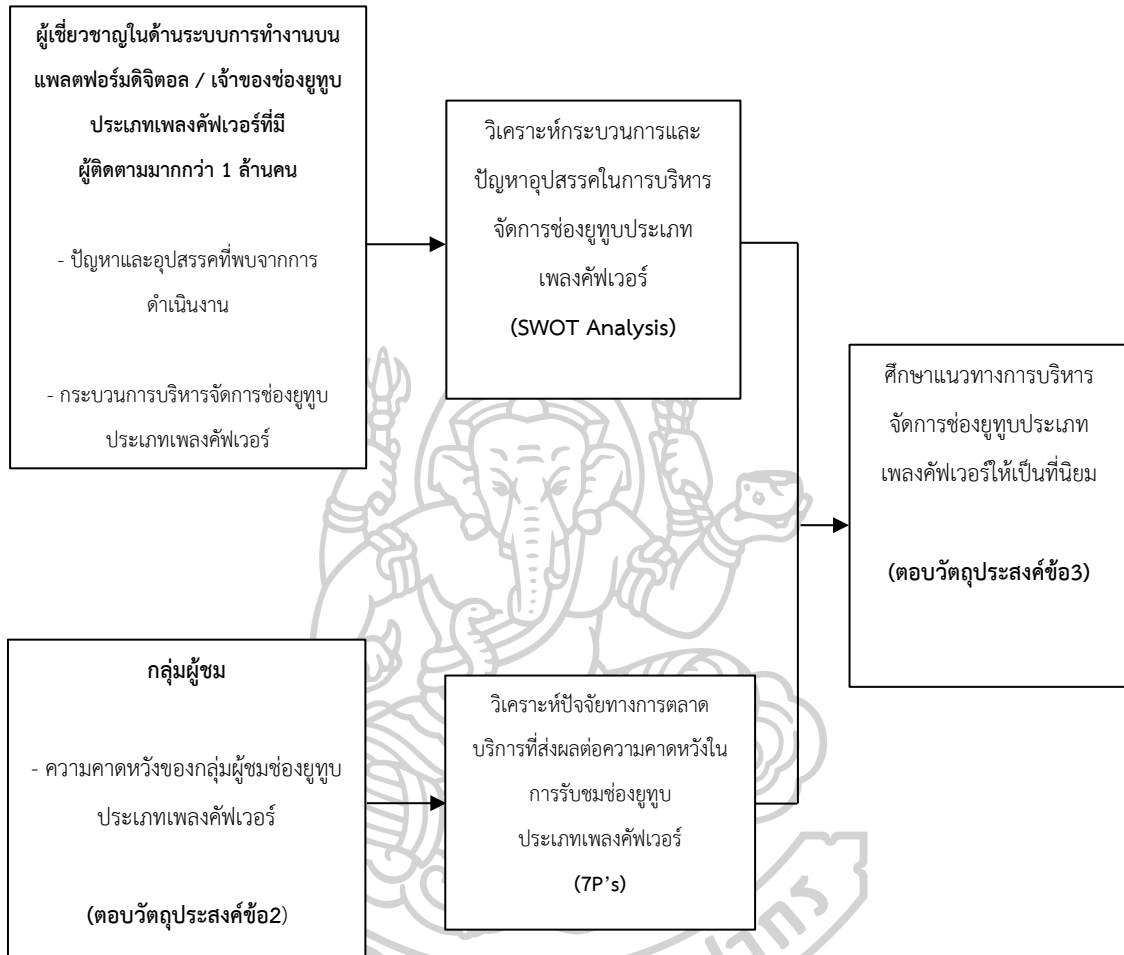 ผู้เชี่ยวชาญในด้านระบบการทำงานบน
แพลตฟอร์มดิจิตอล / เจ้าของช่องยูทูบ
ประเภทเพลงคัฟเวอร์ที่มี
ผู้ติดตามมากกว่า 1 ล้านคน
- ปัญหาและอุปสรรคที่พบจากการ
ดำเนินงาน
- กระบวนการบริหารจัดการช่องยูทูบ
ประเภทเพลงคัฟเวอร์
วิเคราะห์กระบวนการและ
ปัญหาอุปสรรคในการบริหาร
จัดการช่องยูทูบประเภท
เพลงคัฟเวอร์
(SWOT Analysis)
ศึกษาแนวทางการบริหาร
จัดการช่องยูทูบประเภท
เพลงคัฟเวอร์ให้เป็นที่นิยม
(ตอบวัตถุประสงค์ข้อ3)
กลุ่มผู้ชม
- ความคาดหวังของกลุ่มผู้ชมช่องยูทูบ
ประเภทเพลงคัฟเวอร์
(ตอบวัตถุประสงค์ข้อ2)
วิเคราะห์ปัจจัยทางการตลาด
บริการที่ส่งผลต่อความคาดหวังใน
การรับชมช่องยูทูบ
ประเภทเพลงคัฟเวอร์
(7P's)